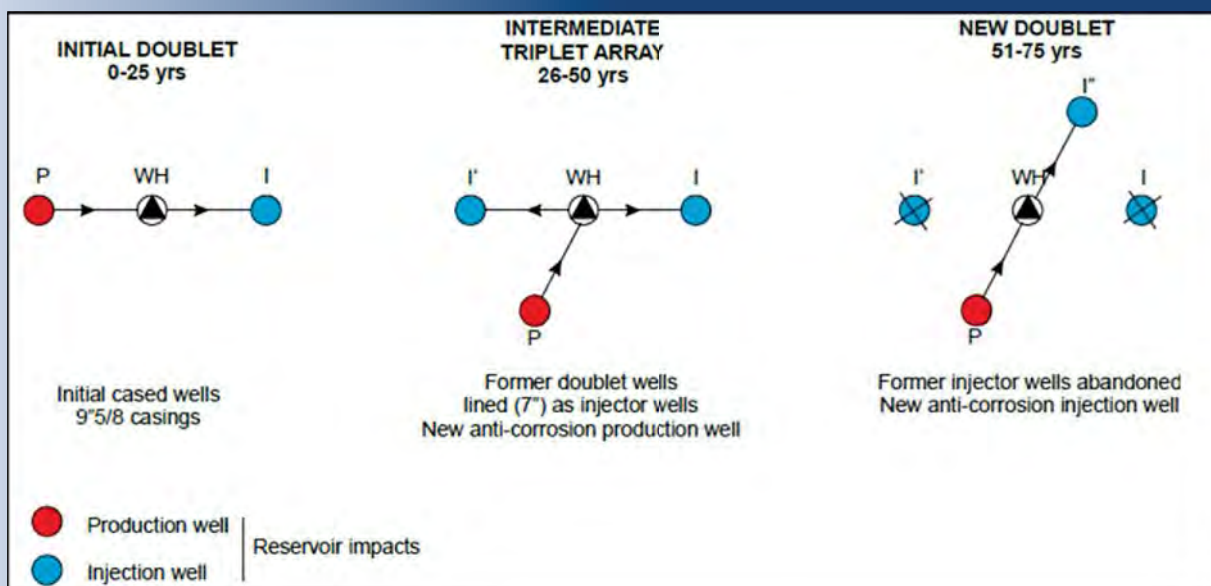 INITIAL DOUBLET
0-25 yrs
P
WH
I
Initial cased wells
9"5/8 casings
INTERMEDIATE
TRIPLET ARRAY
26-50 yrs
I'
WH
I
P
Former doublet wells
lined (7") as injector wells
New anti-corrosion production well
NEW DOUBLET
51-75 yrs
I"
I'
WH
I
P
Former injector wells abandoned
New anti-corrosion injection well
Production well
Injection well
Reservoir impacts